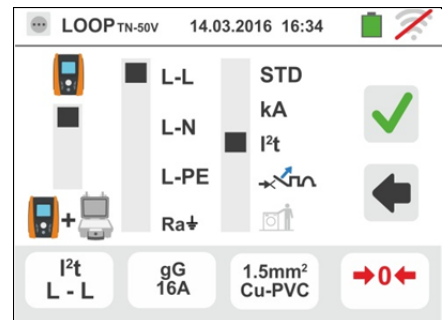 LOOP TN-50V 14.03.2016 16:34
L-L STD
L-N kA
I²t
L-PE
Ra⏚
+
I²t gG 1.5mm² →0←
L - L 16A Cu-PVC